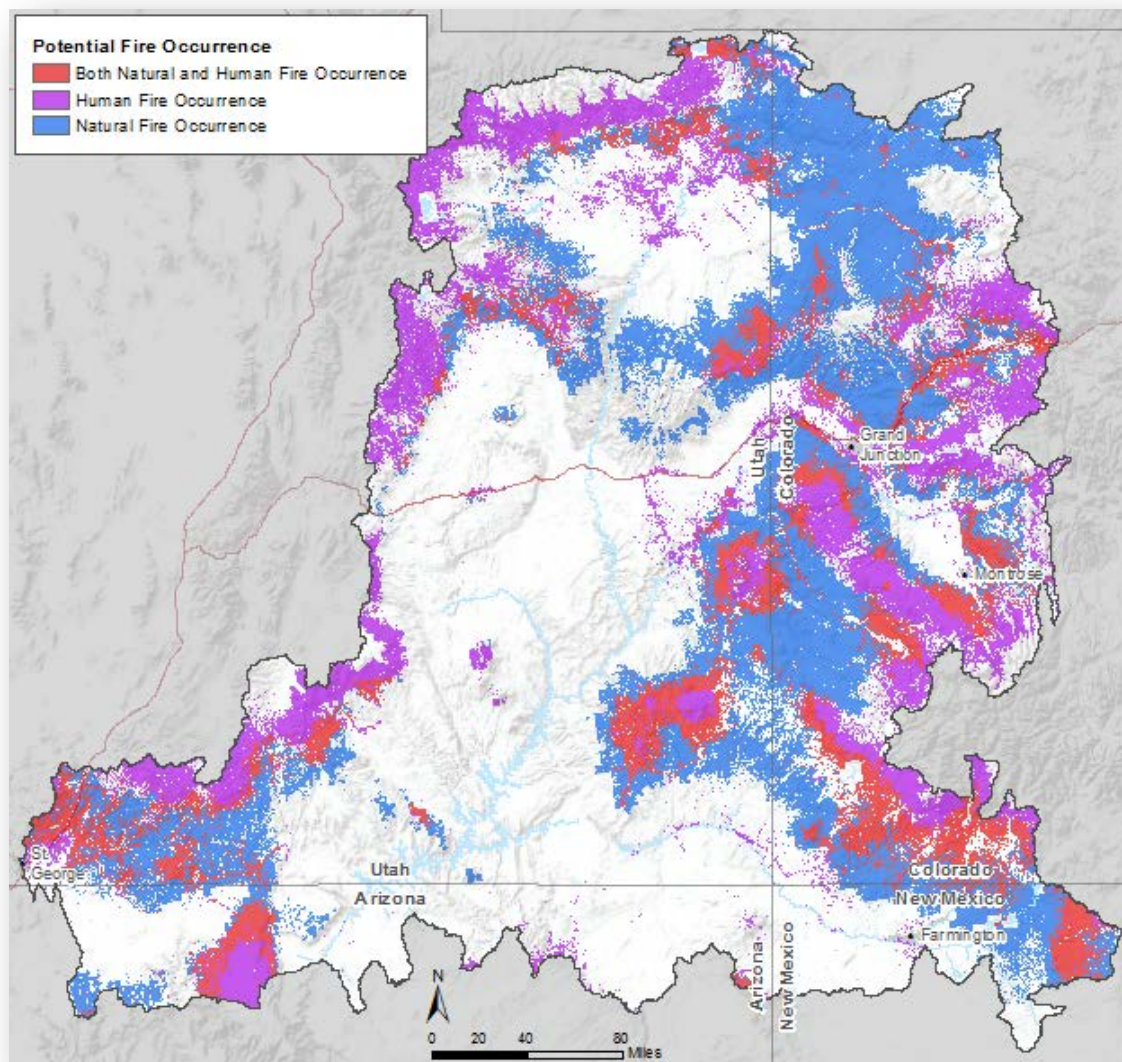 Potential Fire Occurrence
Both Natural and Human Fire Occurrence
Human Fire Occurrence
Natural Fire Occurrence
Utah
Colorado
Grand
Junction
Montrose
St.
George
Utah
Arizona
Colorado
New Mexico
Farmington
Arizona
New Mexico
N
0 20 40 80
Miles